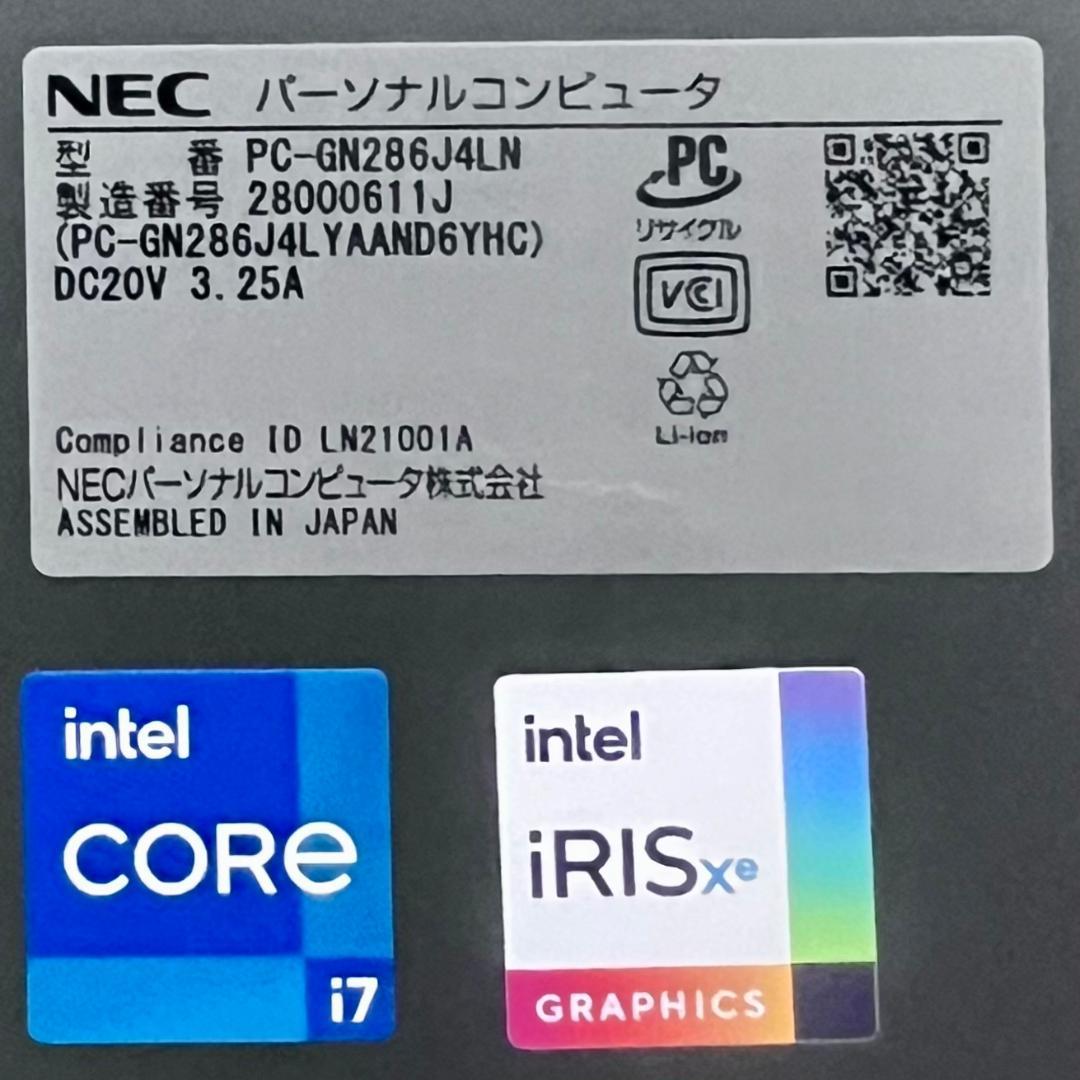 NEC パーソナルコンピュータ
型 番 PC-GN286J4LN
製造番号 28000611J
(PC-GN286J4LYAAND6YHC)
DC20V 3.25A
PC
リサイクル
VCCI
Li-ion
Compliance ID LN21001A
NECパーソナルコンピュータ株式会社
ASSEMBLED IN JAPAN
intel
CORe
i7
intel
iRISxe
GRAPHICS